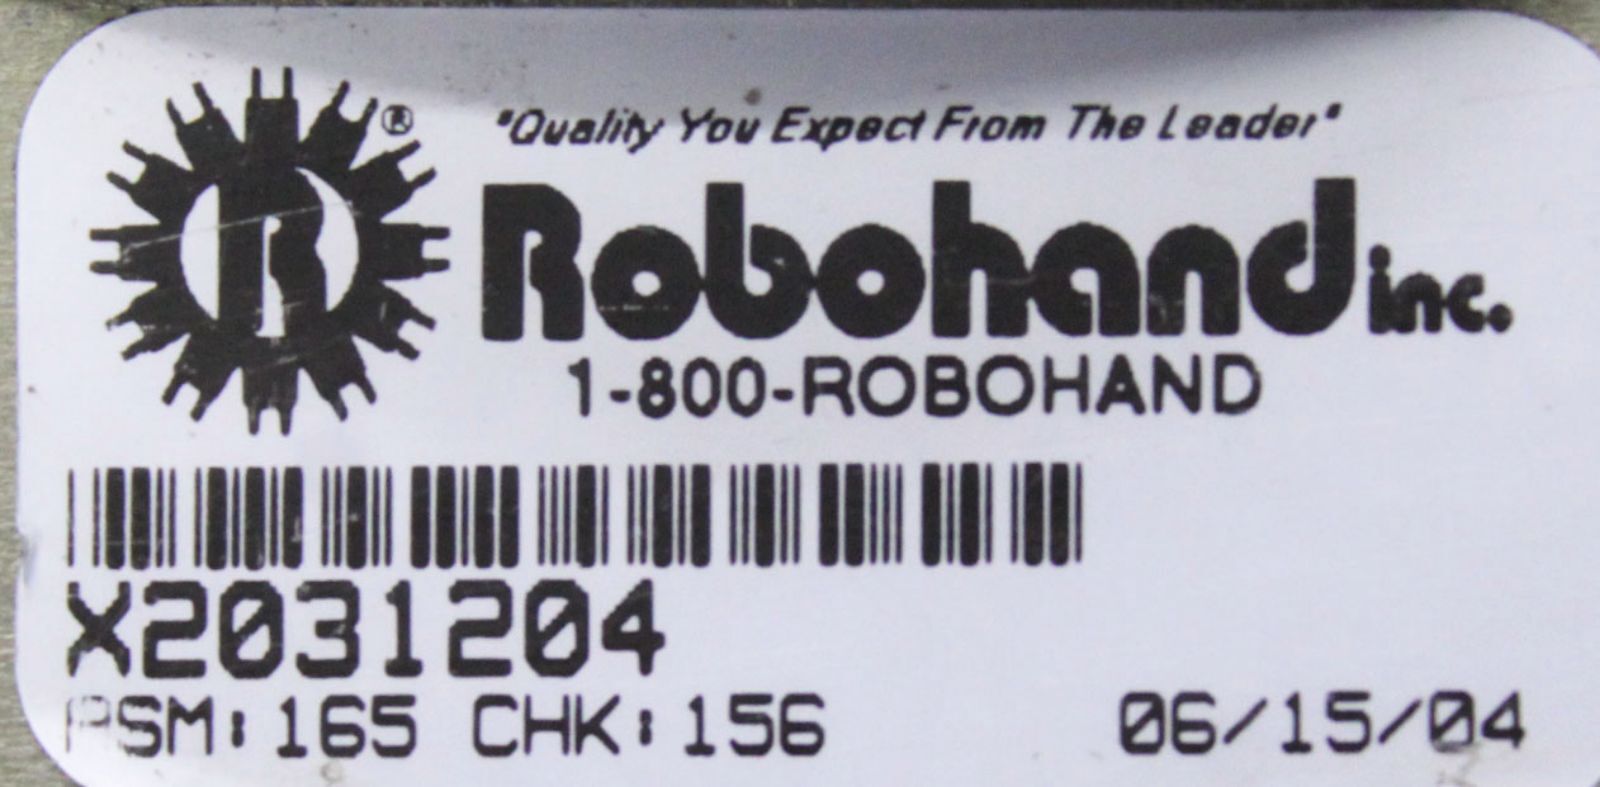 ®
"Quality You Expect From The Leader"
Robohand inc.
1-800-ROBOHAND
X2031204
ASM: 165 CHK: 156 06/15/04